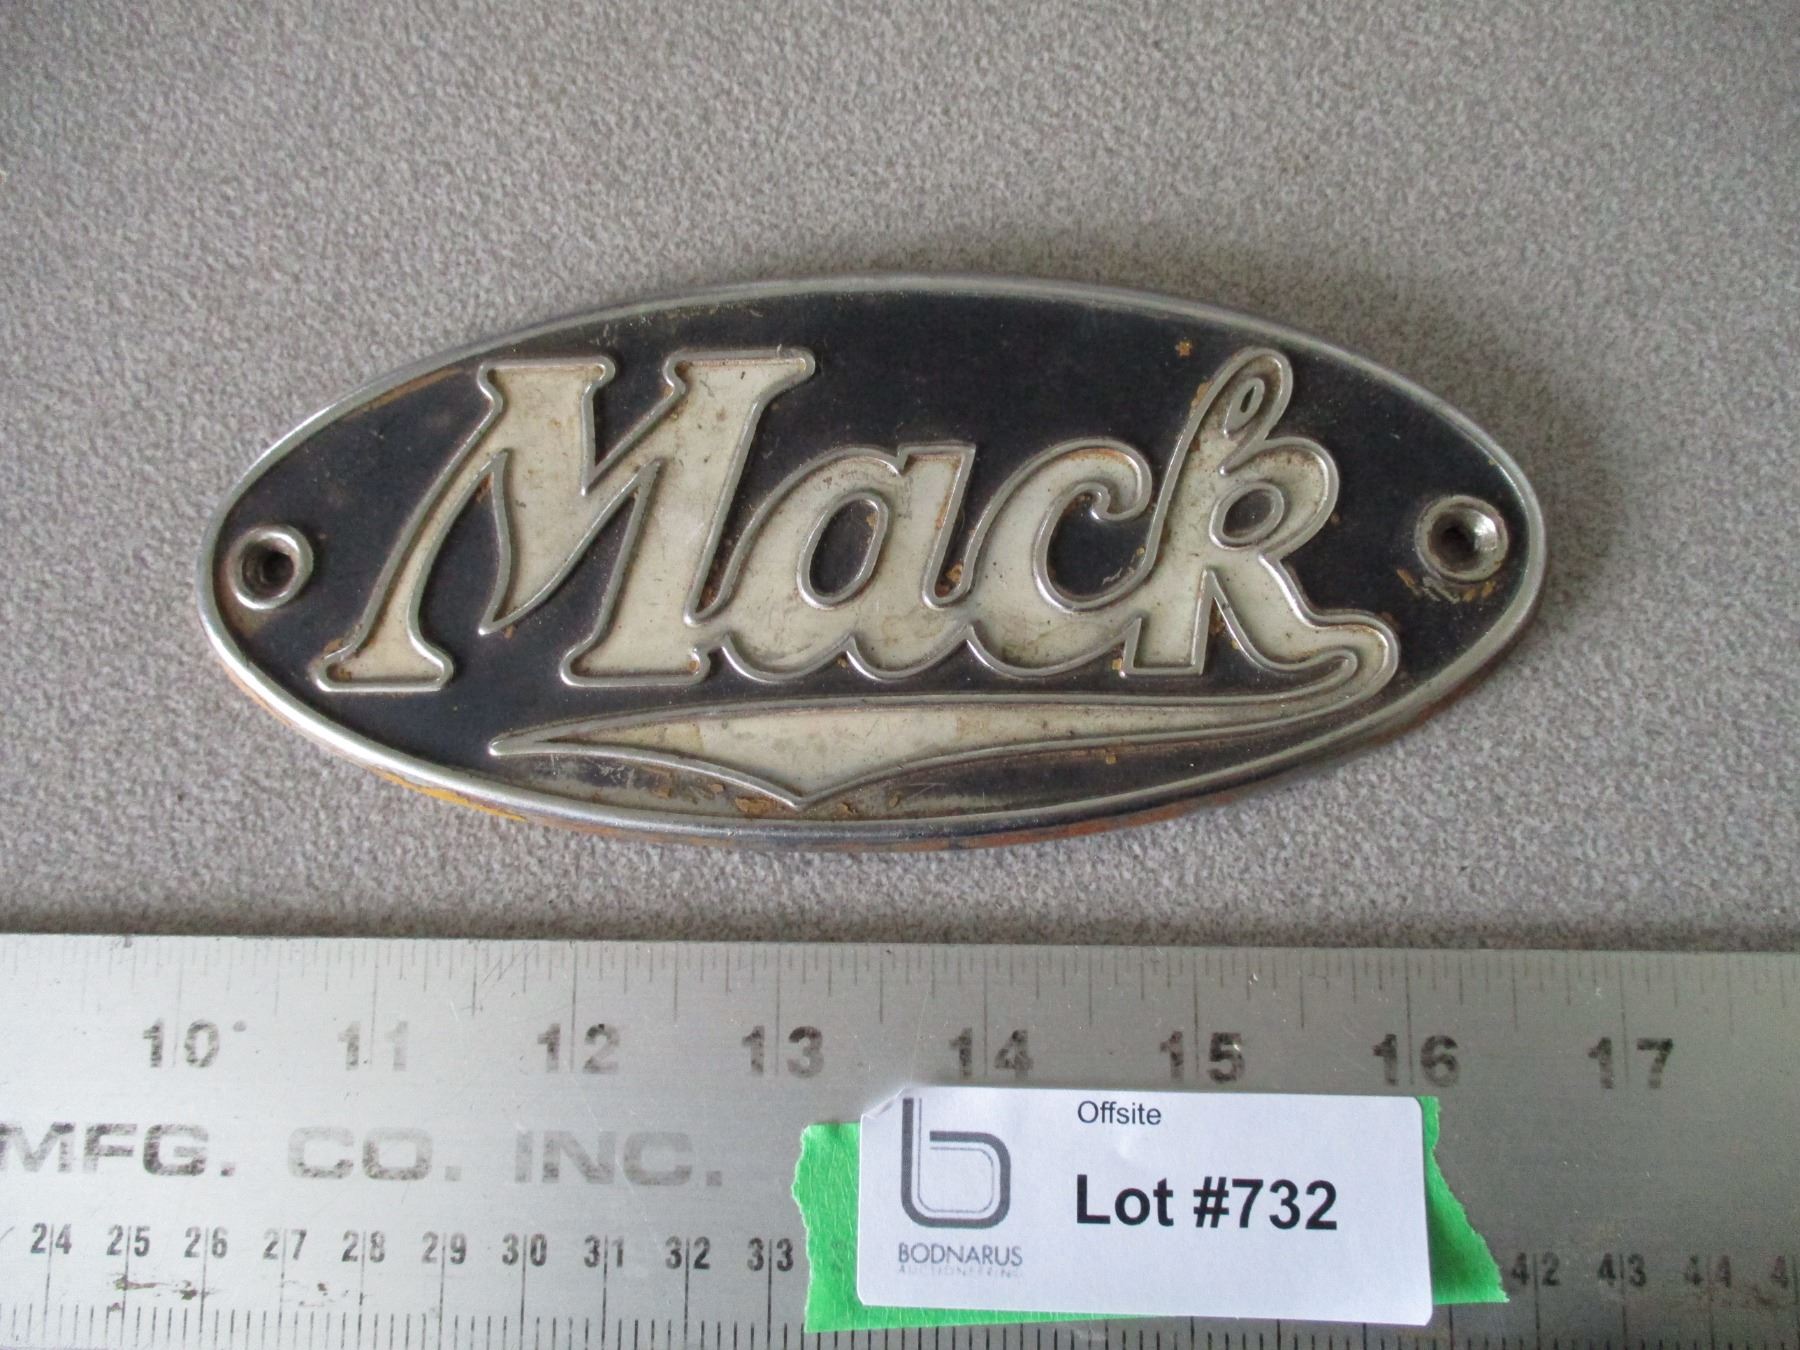 Mack
10 11 12 13 14 15 16 17
MFG. CO. INC.
Offsite
Lot #732
BODNARUS
AUCTIONEERING
24 25 26 27 28 29 30 31 32 33 42 43 44